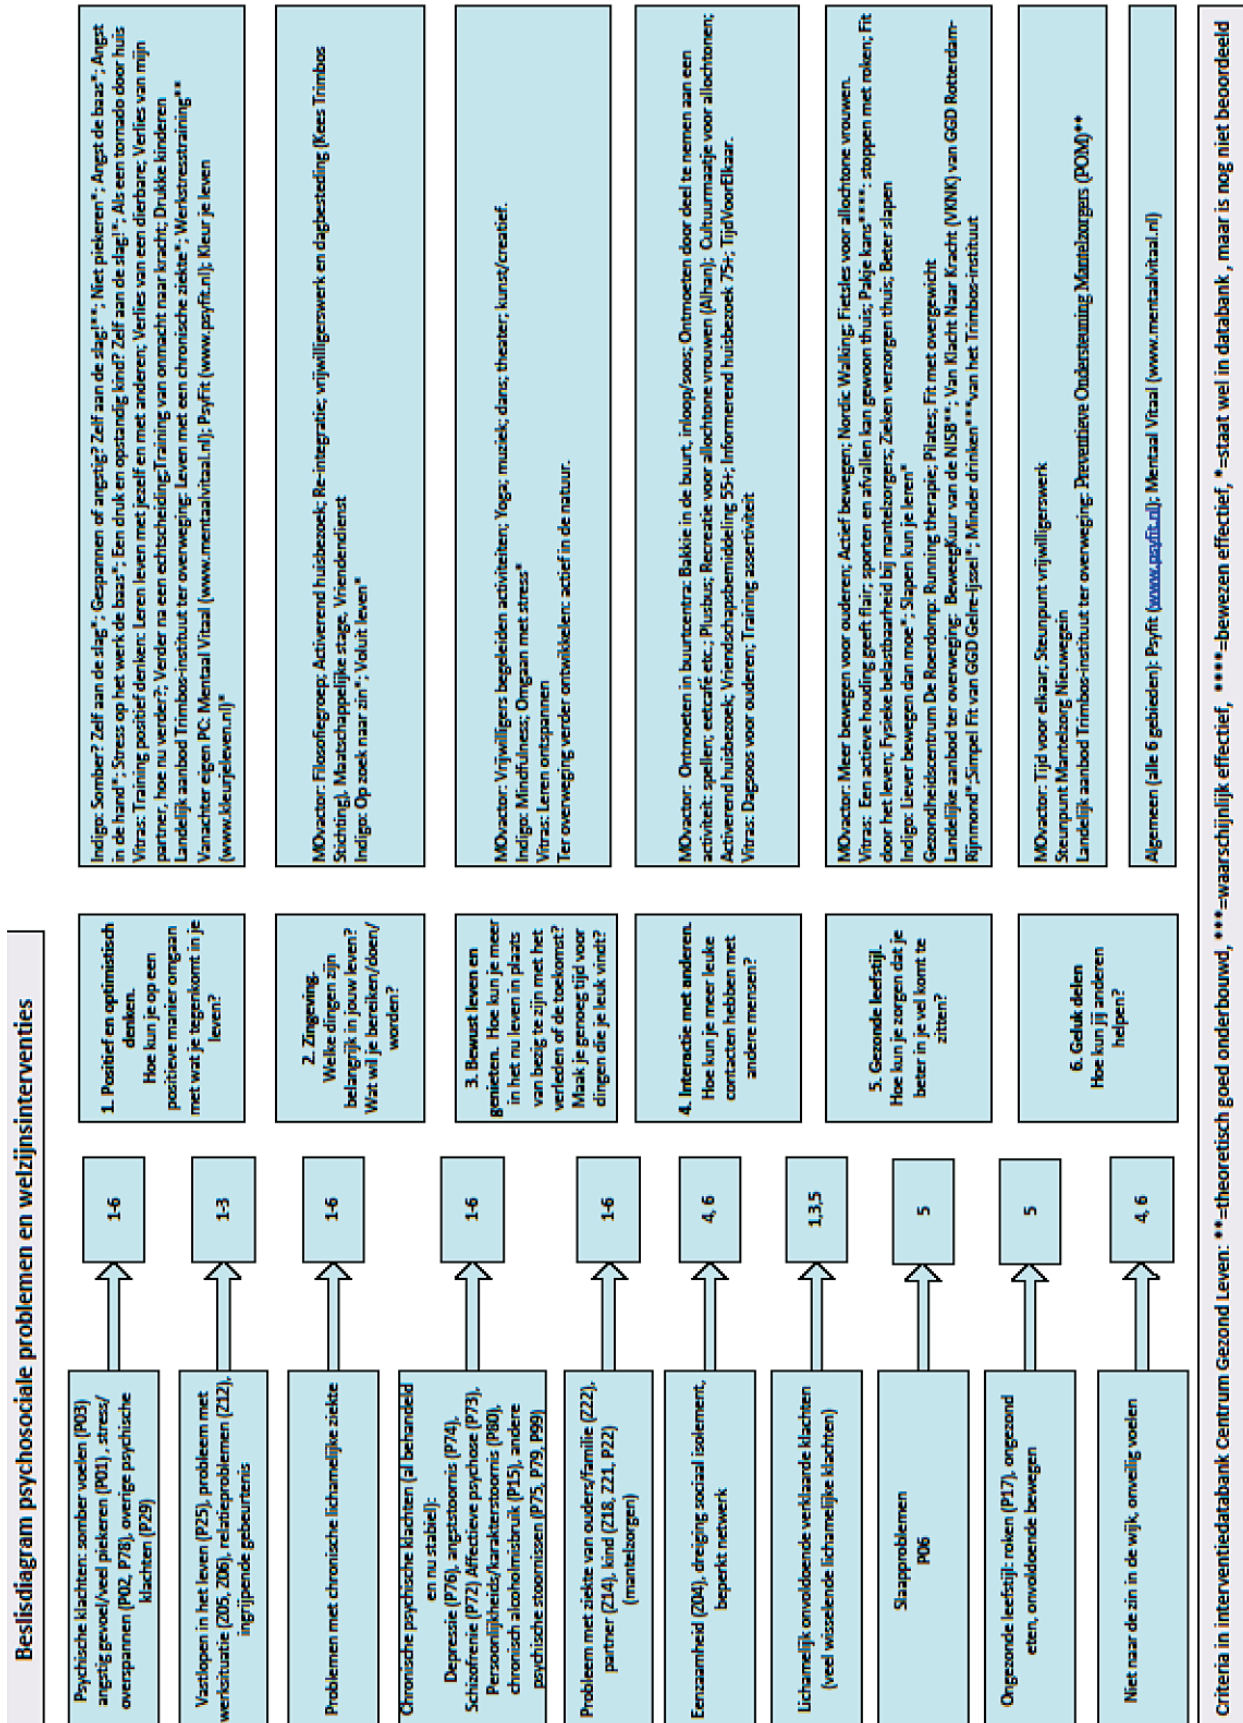 Beslisdiagram psychosociale problemen en welzijnsinterventies
Psychische klachten: somber voelen (P03)
angstig gevoel/veel piekeren (P01), stress/
overspannen (P02, P78), overige psychische
klachten (P29)
1-6
Vastlopen in het leven (P25), probleem met
werksituatie (Z05, Z06), relatieproblemen (Z12),
ingrijpende gebeurtenis
1-3
Problemen met chronische lichamelijke ziekte
1-6
Chronische psychische klachten (al behandeld
en nu stabiel):
Depressie (P76), angststoornis (P74),
Schizofrenie (P72) Affectieve psychose (P73),
Persoonlijkheids/karakterstoornis (P80),
chronisch alcoholmisbruik (P15), andere
psychische stoornissen (P75, P79, P99)
1-6
Probleem met ziekte van ouders/familie (Z22),
partner (Z14), kind (Z18, Z21, P22)
(mantelzorgen)
1-6
Eenzaamheid (Z04), dreiging sociaal isolement,
beperkt netwerk
4, 6
Lichamelijk onvoldoende verklaarde klachten
(veel wisselende lichamelijke klachten)
1,3,5
Slaapproblemen
P06
5
Ongezonde leefstijl: roken (P17), ongezond
eten, onvoldoende bewegen
5
Niet naar de zin in de wijk, onveilig voelen
4, 6
1. Positief en optimistisch
denken.
Hoe kun je op een
positieve manier omgaan
met wat je tegenkomt in je
leven?
2. Zingeving.
Welke dingen zijn
belangrijk in jouw leven?
Wat wil je bereiken/doen/
worden?
3. Bewust leven en
genieten. Hoe kun je meer
in het nu leven in plaats
van bezig te zijn met het
verleden of de toekomst?
Maak je genoeg tijd voor
dingen die je leuk vindt?
4. Interactie met anderen.
Hoe kun je meer leuke
contacten hebben met
andere mensen?
5. Gezonde leefstijl.
Hoe kun je zorgen dat je
beter in je vel komt te
zitten?
6. Geluk delen
Hoe kun jij anderen
helpen?
Indigo: Somber? Zelf aan de slag*; Gespannen of angstig? Zelf aan de slag!**; Niet piekeren*; Angst de baas*; Angst
in de hand*; Stress op het werk de baas*; Een druk en opstandig kind? Zelf aan de slag!*; Als een tornado door huis
Vitras: Training positief denken: Leren leven met jezelf en met anderen; Verlies van een dierbare; Verlies van mijn
partner, hoe nu verder?; Verder na een echtscheiding;Training van onmacht naar kracht; Drukke kinderen
Landelijk aanbod Trimbos-instituut ter overweging: Leven met een chronische ziekte*; Werkstresstraining**
Vanachter eigen PC: Mentaal Vitaal (www.mentaalvitaal.nl); PsyFit (www.psyfit.nl); Kleur je leven
(www.kleurjeleven.nl)*
MOvactor: Filosofiegroep; Activerend huisbezoek; Re-integratie; vrijwilligerswerk en dagbesteding (Kees Trimbos
Stichting), Maatschappelijke stage, Vriendendienst
Indigo: Op zoek naar zin*; Voluit leven*
MOvactor: Vrijwilligers begeleiden activiteiten; Yoga; muziek; dans; theater; kunst/creatief.
Indigo: Mindfulness; Omgaan met stress*
Vitras: Leren ontspannen
Ter overweging verder ontwikkelen: actief in de natuur.
MOvactor: Ontmoeten in buurtcentra: Bakkie in de buurt, inloop/soos; Ontmoeten door deel te nemen aan een
activiteit: spellen; eetcafé etc.; Plusbus; Recreatie voor allochtone vrouwen (Alhan); Cultuurmaatje voor allochtonen;
Activerend huisbezoek; Vriendschapsbemiddeling 55+; Informerend huisbezoek 75+; TijdVoorElkaar.
Vitras: Dagsoos voor ouderen; Training assertiviteit
MOvactor: Meer bewegen voor ouderen; Actief bewegen; Nordic Walking; Fietsles voor allochtone vrouwen.
Vitras: Een actieve houding geeft flair; sporten en afvallen kan gewoon thuis; Pakje kans****: stoppen met roken; Fit
door het leven; Fysieke belastbaarheid bij mantelzorgers; Zieken verzorgen thuis; Beter slapen
Indigo: Liever bewegen dan moe*; Slapen kun je leren*
Gezondheidscentrum De Roerdomp: Running therapie; Pilates; Fit met overgewicht
Landelijke aanbod ter overweging: BeweegKuur van de NISB**; Van Klacht Naar Kracht (VKNK) van GGD Rotterdam-
Rijnmond*;Simpel Fit van GGD Gelre-Ijssel*; Minder drinken***van het Trimbos-instituut
MOvactor: Tijd voor elkaar; Steunpunt vrijwilligerswerk
Steunpunt Mantelzorg Nieuwegein
Landelijk aanbod Trimbos-instituut ter overweging: Preventieve Ondersteuning Mantelzorgers (POM)**
Algemeen (alle 6 gebieden): Psyfit (www.psyfit.nl); Mentaal Vitaal (www.mentaalvitaal.nl)
Criteria in interventiedatabank Centrum Gezond Leven: **=theoretisch goed onderbouwd, ***=waarschijnlijk effectief, ****=bewezen effectief, *=staat wel in databank, maar is nog niet beoordeeld